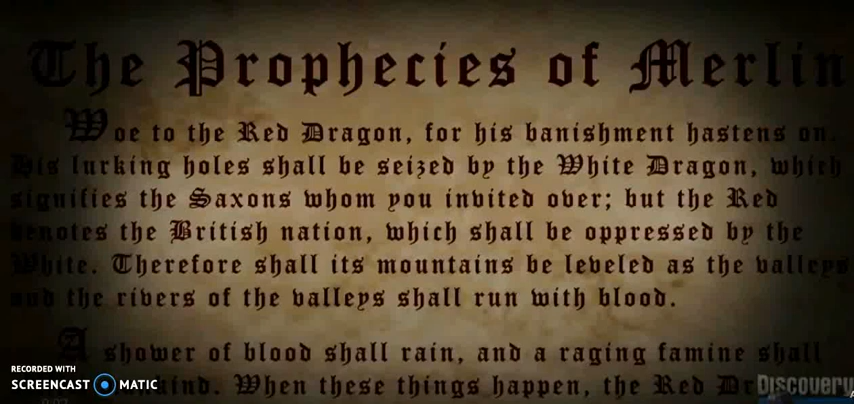 The Prophecies of Merlin
Woe to the Red Dragon, for his banishment hastens on.
His lurking holes shall be seized by the White Dragon, which
signifies the Saxons whom you invited over; but the Red
denotes the British nation, which shall be oppressed by the
White. Therefore shall its mountains be leveled as the valleys
and the rivers of the valleys shall run with blood.
A shower of blood shall rain, and a raging famine shall
When these things happen, the Red
RECORDED WITH
SCREENCAST MATIC
Discovery